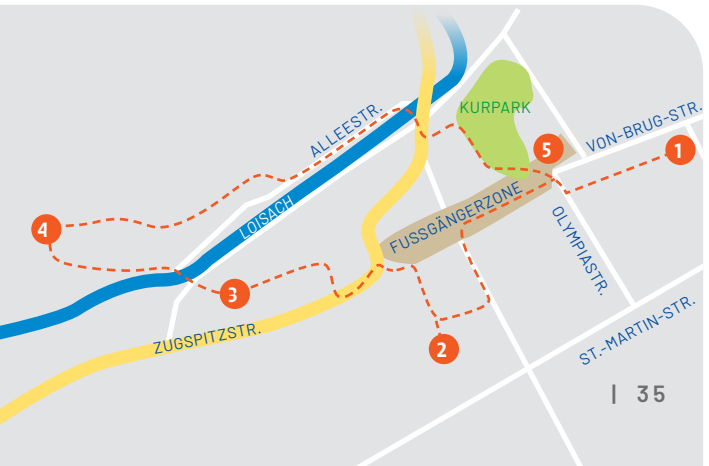 KURPARK
ALLEESTR.
VON-BRUG-STR.
5
1
LOISACH
FUSSGÄNGERZONE
4
OLYMPIASTR.
3
ZUGSPITZSTR.
2
ST.-MARTIN-STR.
| 35